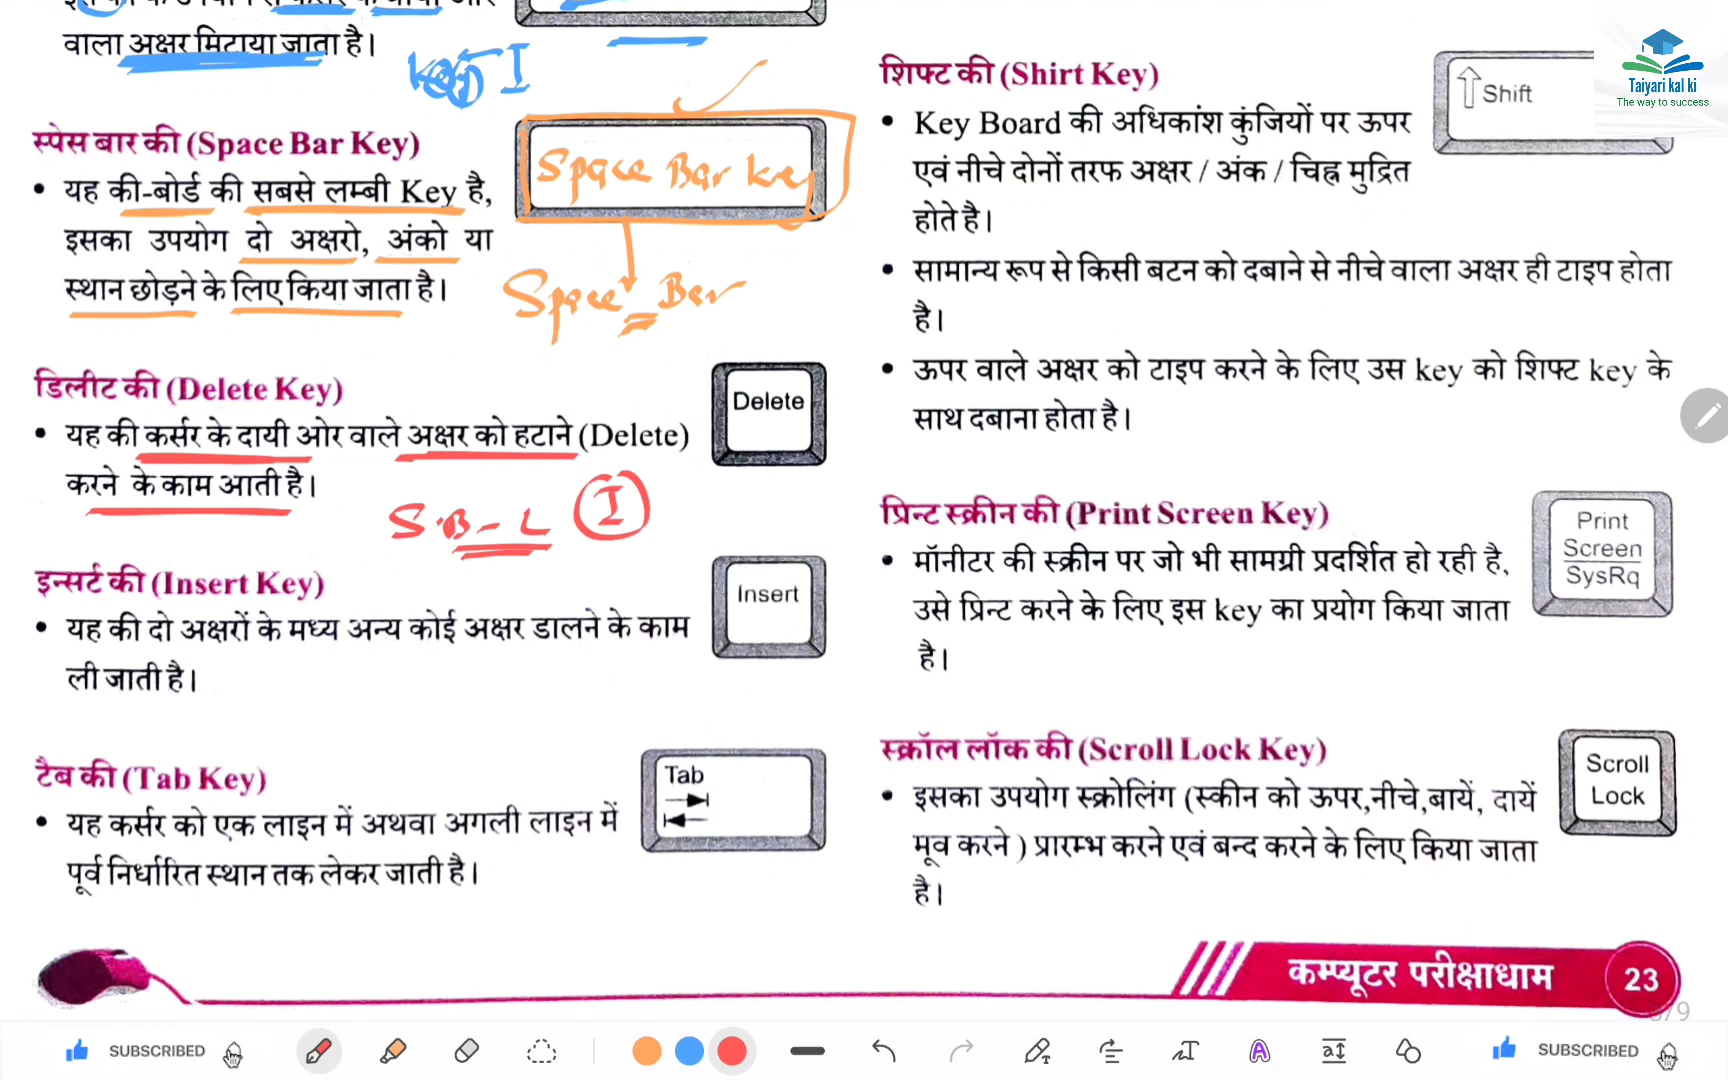 वाला अक्षर मिटाया जाता है।
I
स्पेस बार की (Space Bar Key)
Space Bar Key
• यह की-बोर्ड की सबसे लम्बी Key है,
इसका उपयोग दो अक्षरो, अंको या
स्थान छोड़ने के लिए किया जाता है।
Space Bar
डिलीट की (Delete Key)
Delete
• यह की कर्सर के दायी ओर वाले अक्षर को हटाने (Delete)
करने के काम आती है।
S.B-L I
इन्सर्ट की (Insert Key)
Insert
• यह की दो अक्षरों के मध्य अन्य कोई अक्षर डालने के काम
ली जाती है।
टैब की (Tab Key)
Tab
• यह कर्सर को एक लाइन में अथवा अगली लाइन में
पूर्व निर्धारित स्थान तक लेकर जाती है।
शिफ्ट की (Shirt Key)
Shift
Taiyari kal ki
The way to success
• Key Board की अधिकांश कुंजियों पर ऊपर
एवं नीचे दोनों तरफ अक्षर / अंक / चिह्न मुद्रित
होते है।
• सामान्य रूप से किसी बटन को दबाने से नीचे वाला अक्षर ही टाइप होता
है।
• ऊपर वाले अक्षर को टाइप करने के लिए उस key को शिफ्ट key के
साथ दबाना होता है।
प्रिन्ट स्क्रीन की (Print Screen Key)
Print
Screen
SysRq
• मॉनीटर की स्क्रीन पर जो भी सामग्री प्रदर्शित हो रही है,
उसे प्रिन्ट करने के लिए इस key का प्रयोग किया जाता
है।
स्क्रॉल लॉक की (Scroll Lock Key)
Scroll
Lock
• इसका उपयोग स्क्रोलिंग (स्कीन को ऊपर,नीचे,बायें, दायें
मूव करने ) प्रारम्भ करने एवं बन्द करने के लिए किया जाता
है।
कम्प्यूटर परीक्षाधाम 23
/9
SUBSCRIBED
SUBSCRIBED